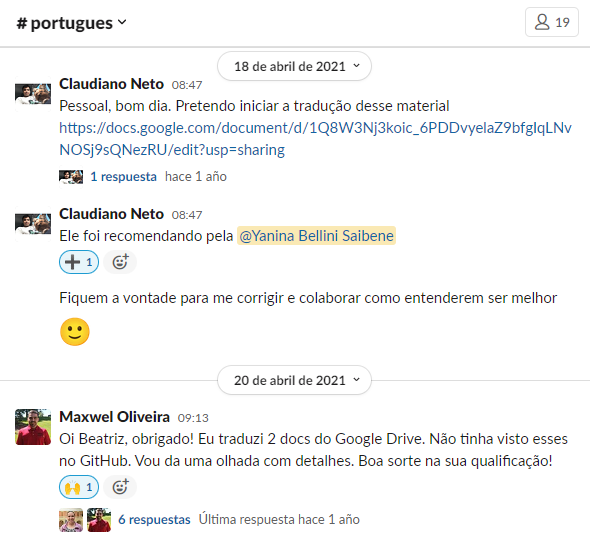 # portugues
19
18 de abril de 2021
Claudiano Neto 08:47
Pessoal, bom dia. Pretendo iniciar a tradução desse material
https://docs.google.com/document/d/1Q8W3Nj3koic_6PDDvyelaZ9bfgIqLNv
NOSj9sQNezRU/edit?usp=sharing
1 resposta há 1 año
Claudiano Neto 08:47
Ele foi recomendando pela @Yanina Bellini Saibene
1
Fiquem a vontade para me corrigir e colaborar como entenderem ser melhor
20 de abril de 2021
Maxwel Oliveira 09:13
Oi Beatriz, obrigado! Eu traduzi 2 docs do Google Drive. Não tinha visto esses
no GitHub. Vou da uma olhada com detalhes. Boa sorte na sua qualificação!
1
6 respuestas Última respuesta hace 1 año